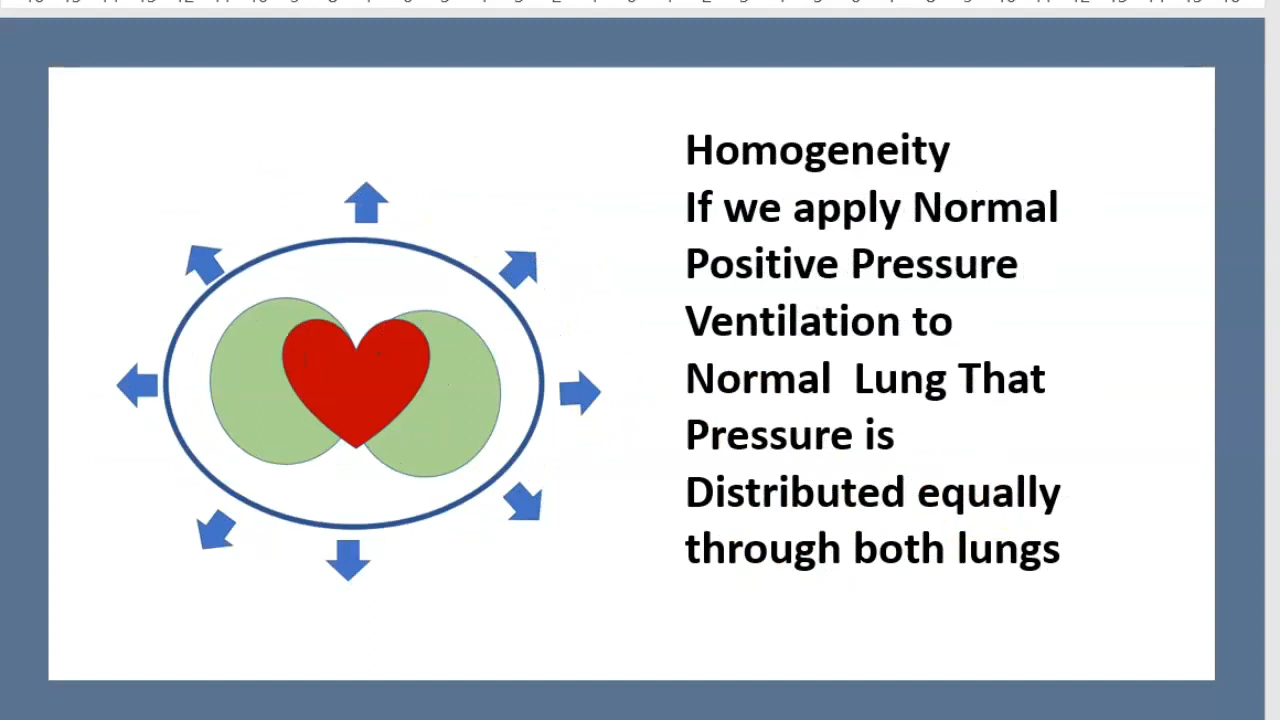 Homogeneity
If we apply Normal
Positive Pressure
Ventilation to
Normal  Lung That
Pressure is
Distributed equally
through both lungs